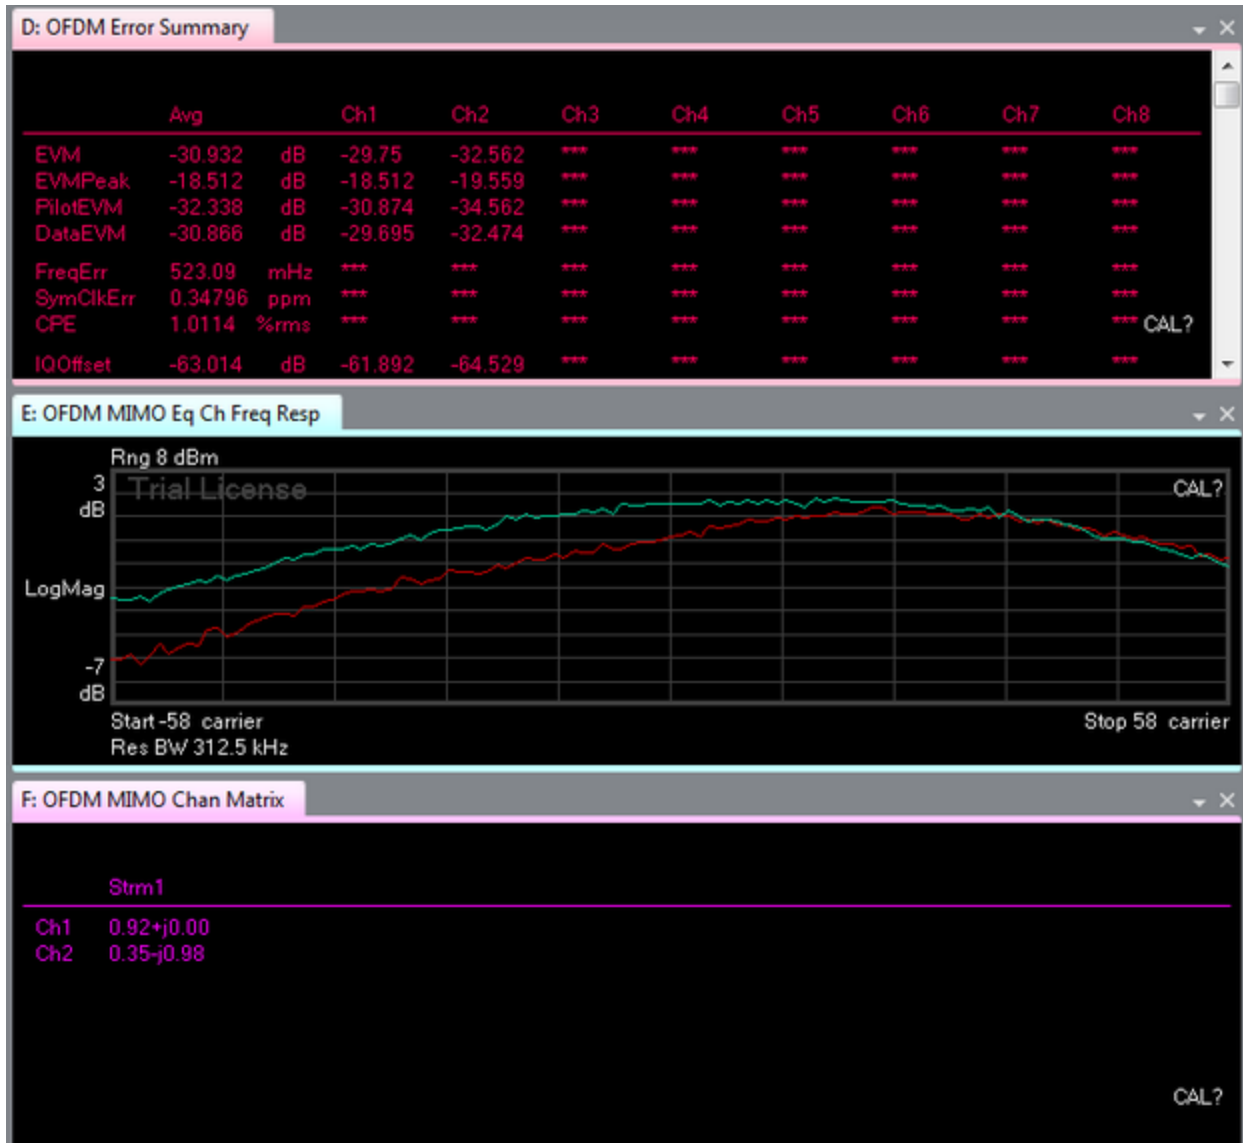 D: OFDM Error Summary
Avg Ch1 Ch2 Ch3 Ch4 Ch5 Ch6 Ch7 Ch8
EVM -30.932 dB -29.75 -32.562 *** *** *** *** *** ***
EVMPeak -18.512 dB -18.512 -19.559 *** *** *** *** *** ***
PilotEVM -32.338 dB -30.874 -34.562 *** *** *** *** *** ***
DataEVM -30.866 dB -29.695 -32.474 *** *** *** *** *** ***
FreqErr 523.09 mHz *** *** *** *** *** *** *** ***
SymClkErr 0.34796 ppm *** *** *** *** *** *** *** ***
CPE 1.0114 %rms *** *** *** *** *** *** *** *** CAL?
IQOffset -63.014 dB -61.892 -64.529 *** *** *** *** *** ***
E: OFDM MIMO Eq Ch Freq Resp
Rng 8 dBm
3 Trial License CAL?
dB
LogMag
-7
dB
Start -58 carrier Stop 58 carrier
Res BW 312.5 kHz
F: OFDM MIMO Chan Matrix
Strm1
Ch1 0.92+j0.00
Ch2 0.35-j0.98
CAL?